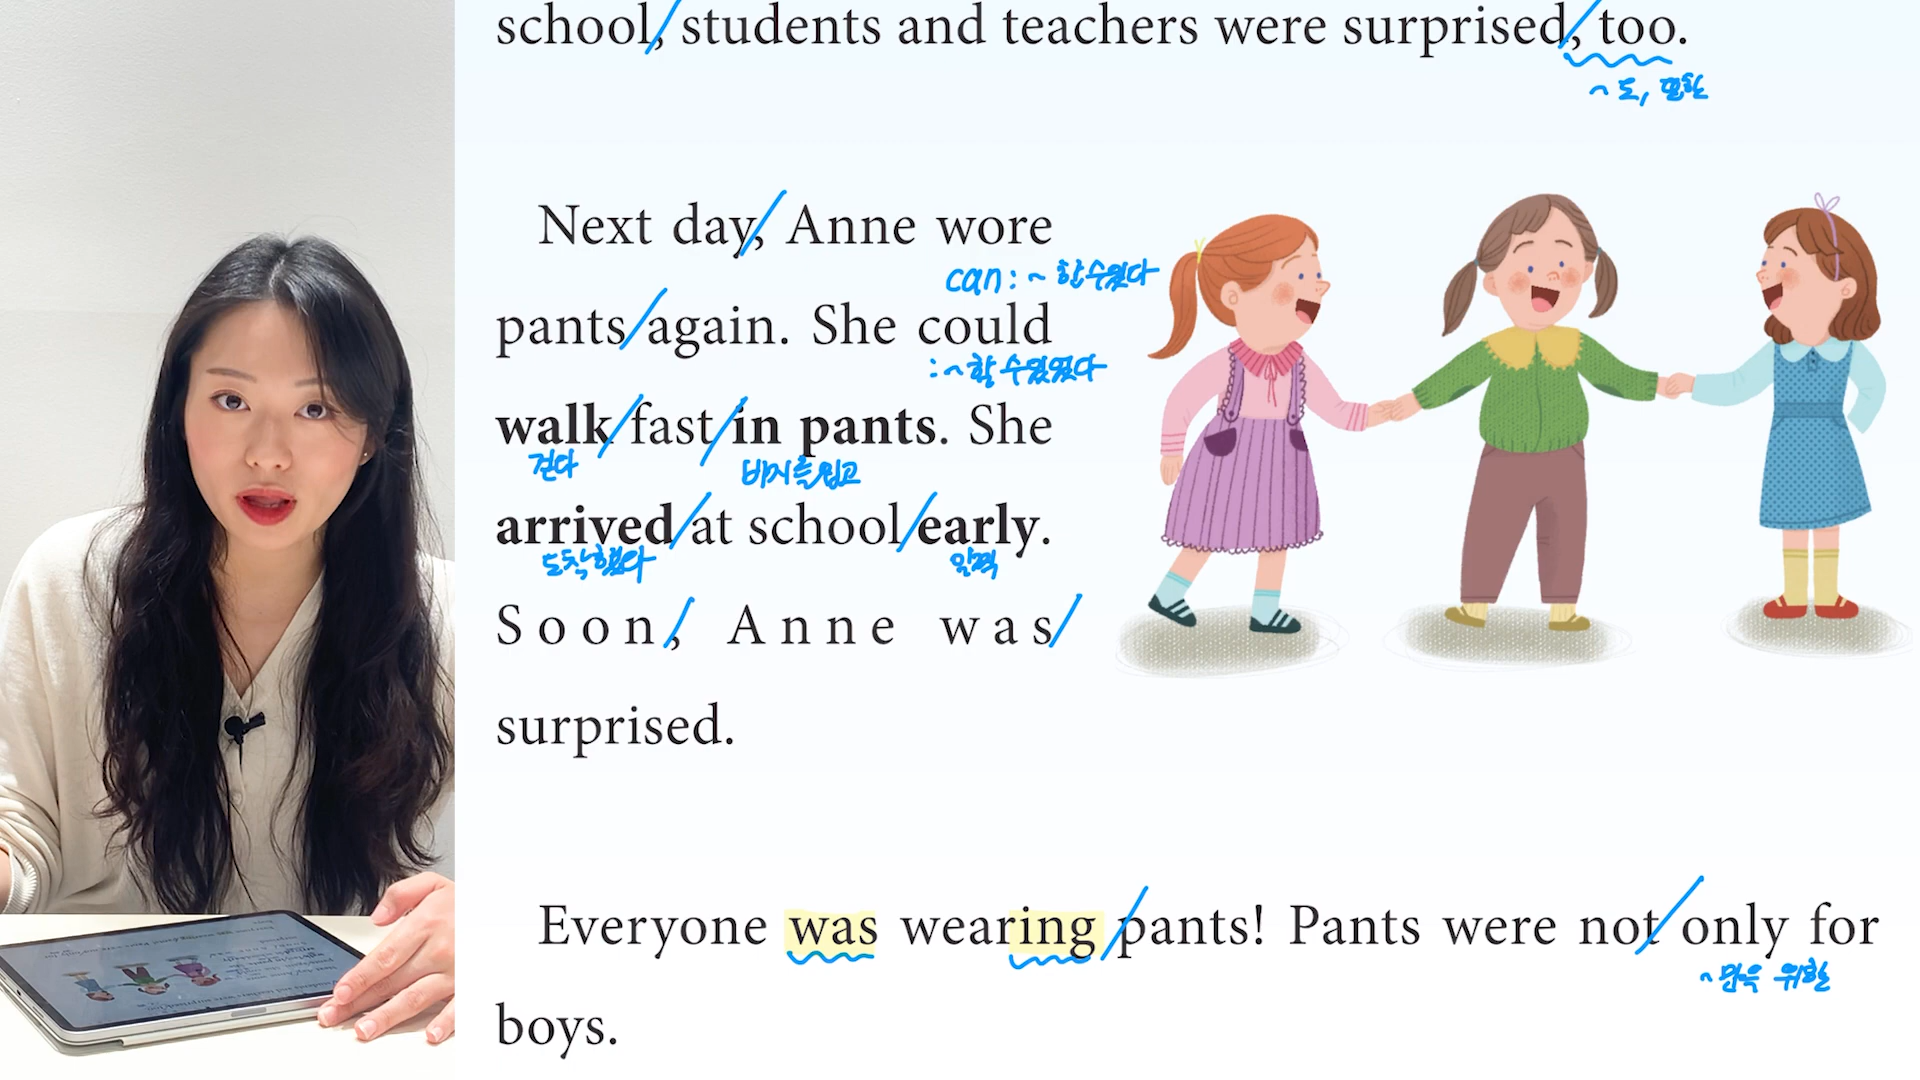 school, students and teachers were surprised, too.
~도, 또한
Next day, Anne wore
can : ~ 할 수 있다
pants again. She could
: ~할 수 있었다
walk fast in pants. She
걷다 바지를 입고
arrived at school early.
도착했다 일찍
Soon, Anne was
surprised.
Everyone was wearing pants! Pants were not only for
~만을 위한
boys.